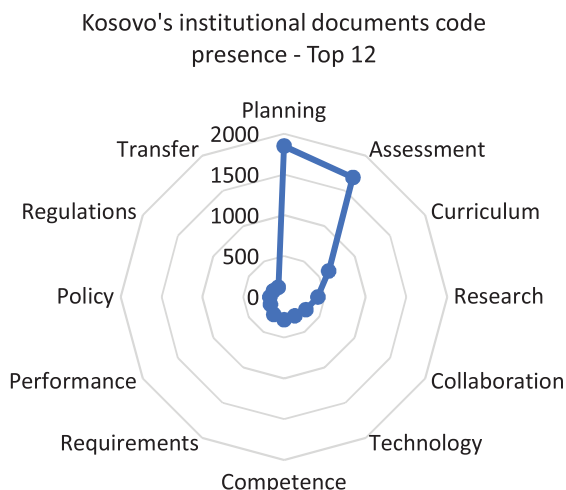 Kosovo's institutional documents code
presence - Top 12
Planning
2000
Transfer
Assessment
1500
Regulations
1000
Curriculum
500
Policy
0
Research
Performance
Collaboration
Requirements
Technology
Competence